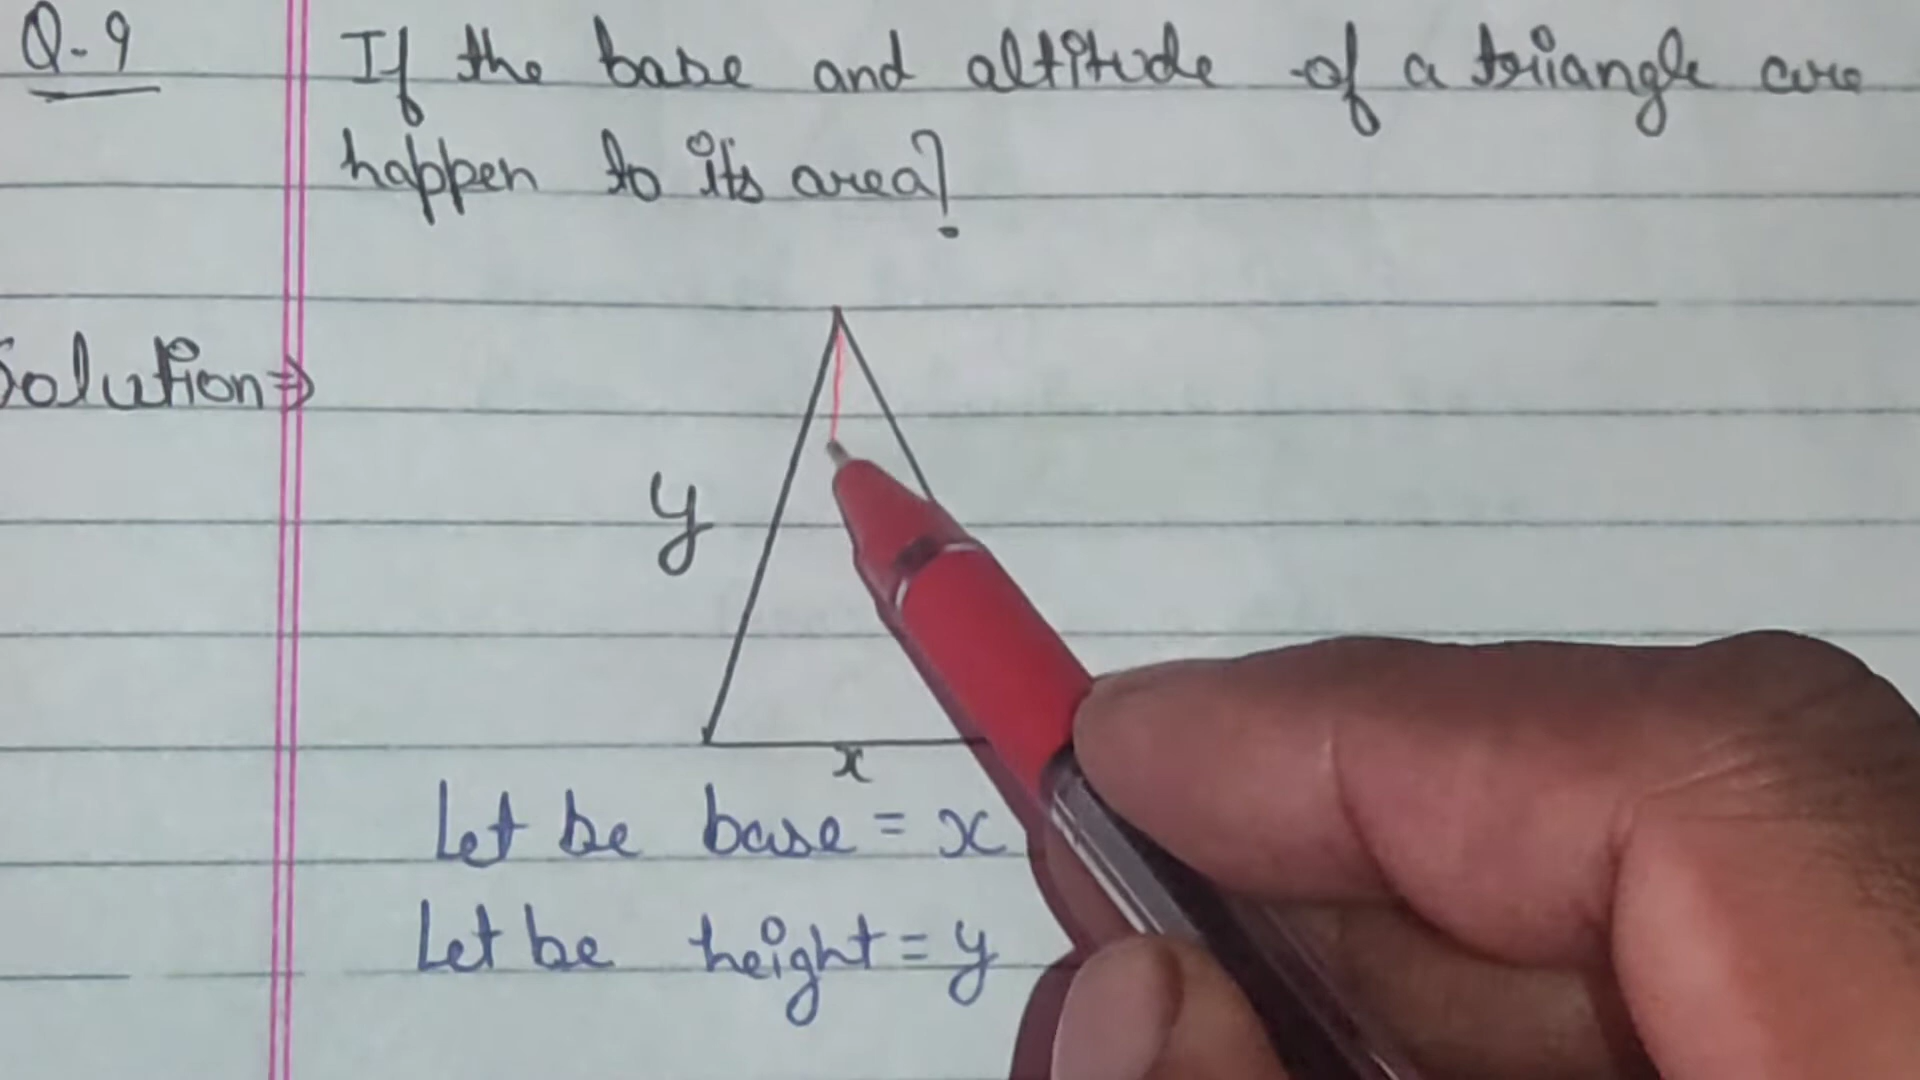 Q-9
If the base and altitude of a triangle are
happen to its area?
Solution⇒
y
x
Let be base = x
Let be height = y